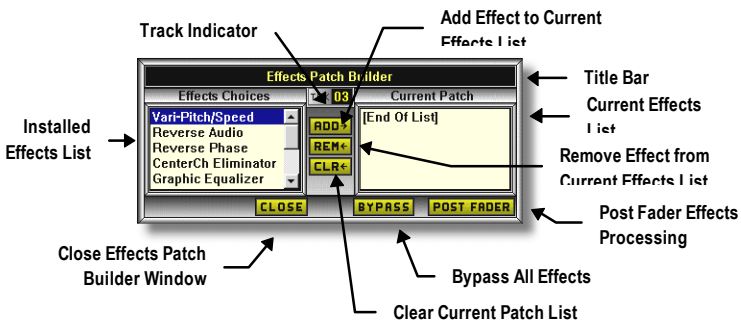 Track Indicator
Add Effect to Current
Effects List
Effects Patch Builder
Title Bar
Effects Choices
03
Current Patch
Current Effects
List
Installed
Effects List
Vari-Pitch/Speed
Reverse Audio
Reverse Phase
CenterCh Eliminator
Graphic Equalizer
ADD→
REM←
CLR←
[End Of List]
Remove Effect from
Current Effects List
CLOSE
BYPASS
POST FADER
Post Fader Effects
Processing
Close Effects Patch
Builder Window
Bypass All Effects
Clear Current Patch List